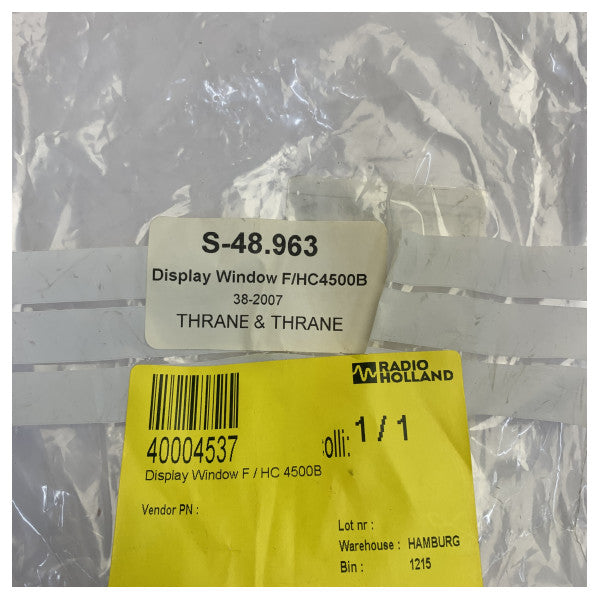 S-48.963
Display Window F/HC4500B
38-2007
THRANE & THRANE
RADIO
HOLLAND
40004537
olli: 1 / 1
Display Window F / HC 4500B
Vendor PN :
Lot nr :
Warehouse : HAMBURG
Bin : 1215